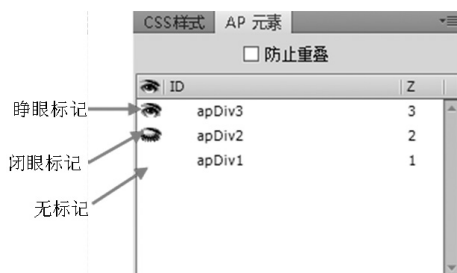 CSS样式 AP 元素
防止重叠
ID Z
睁眼标记 apDiv3 3
闭眼标记 apDiv2 2
apDiv1 1
无标记